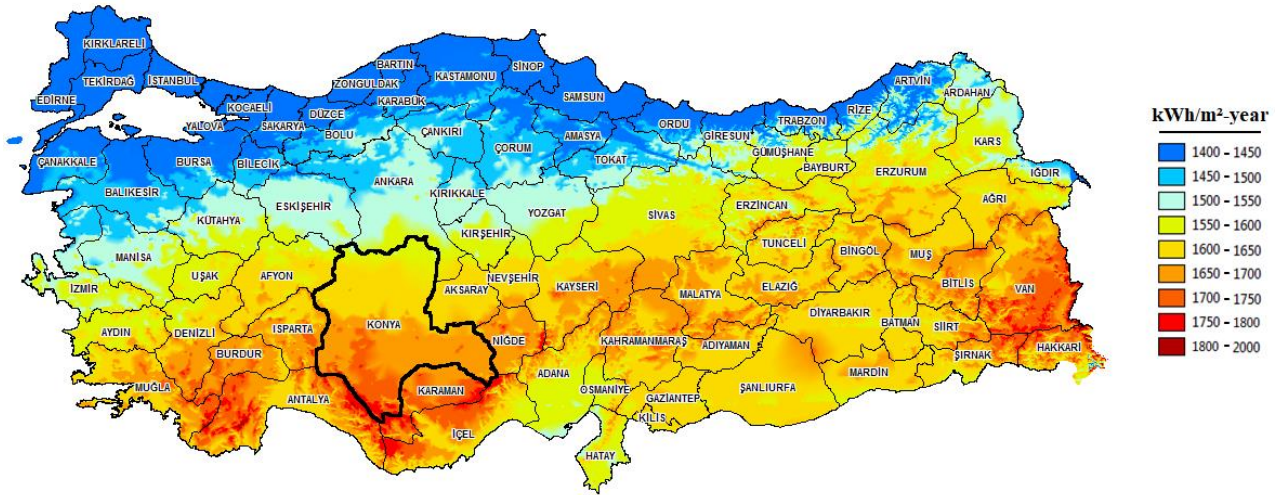 KIRKLARELİ
TEKİRDAĞ
İSTANBUL
EDİRNE
KOCAELİ
YALOVA
SAKARYA
DÜZCE
ZONGULDAK
BARTIN
KARABÜK
KASTAMONU
SİNOP
BOLU
ÇANKIRI
SAMSUN
AMASYA
ÇORUM
ORDU
TOKAT
GİRESUN
TRABZON
GÜMÜŞHANE
RİZE
BAYBURT
ARTVİN
ARDAHAN
KARS
IĞDIR
ERZURUM
AĞRI
ÇANAKKALE
BURSA
BİLECİK
BALIKESİR
KÜTAHYA
ESKİŞEHİR
ANKARA
KIRIKKALE
YOZGAT
KIRŞEHİR
SİVAS
ERZİNCAN
TUNCELİ
BİNGÖL
MUŞ
BİTLİS
VAN
MANİSA
UŞAK
AFYON
İZMİR
NEVŞEHİR
AKSARAY
KAYSERİ
MALATYA
ELAZIĞ
DİYARBAKIR
BATMAN
SİİRT
ŞIRNAK
HAKKARİ
AYDIN
DENİZLİ
ISPARTA
BURDUR
KONYA
NİĞDE
KAHRAMANMARAŞ
ADIYAMAN
MARDİN
MUĞLA
ANTALYA
KARAMAN
ADANA
OSMANİYE
GAZİANTEP
ŞANLIURFA
KİLİS
İÇEL
HATAY
kWh/m²-year
1400 - 1450
1450 - 1500
1500 - 1550
1550 - 1600
1600 - 1650
1650 - 1700
1700 - 1750
1750 - 1800
1800 - 2000